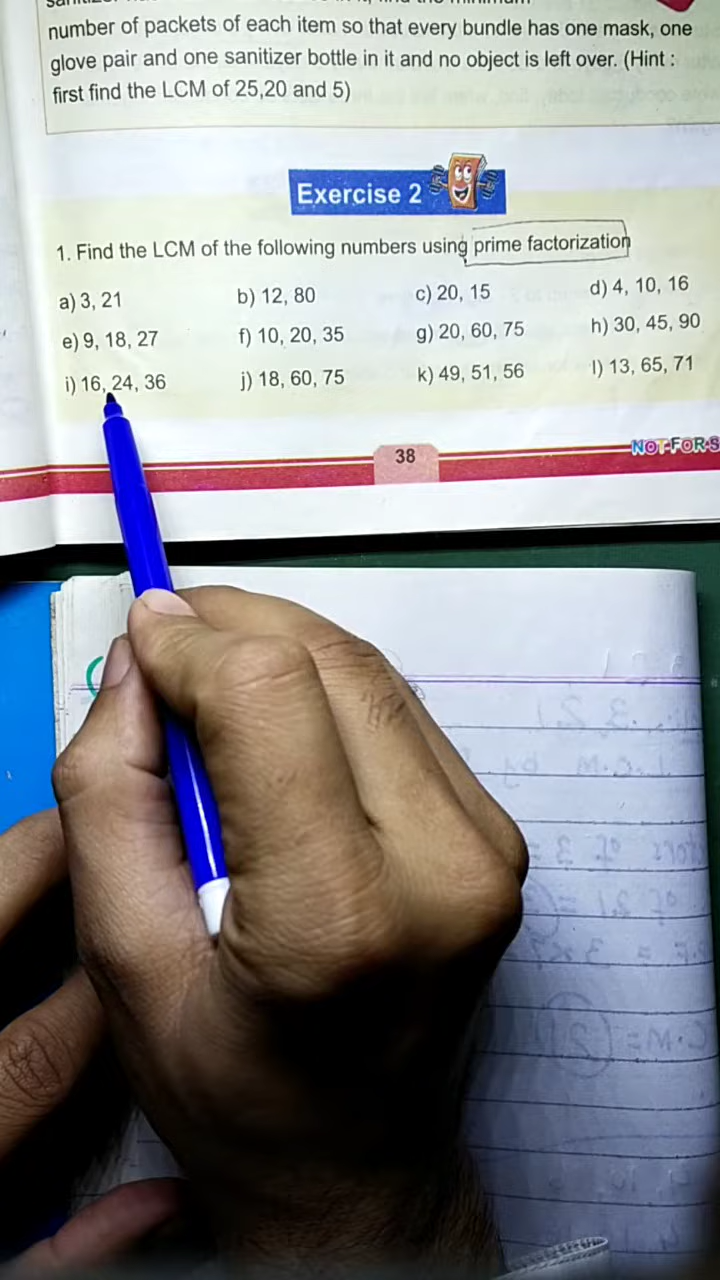 number of packets of each item so that every bundle has one mask, one
glove pair and one sanitizer bottle in it and no object is left over. (Hint :
first find the LCM of 25,20 and 5)
Exercise 2
1. Find the LCM of the following numbers using prime factorization
a) 3, 21 b) 12, 80 c) 20, 15 d) 4, 10, 16
e) 9, 18, 27 f) 10, 20, 35 g) 20, 60, 75 h) 30, 45, 90
i) 16, 24, 36 j) 18, 60, 75 k) 49, 51, 56 l) 13, 65, 71
38
NOT-FOR-S